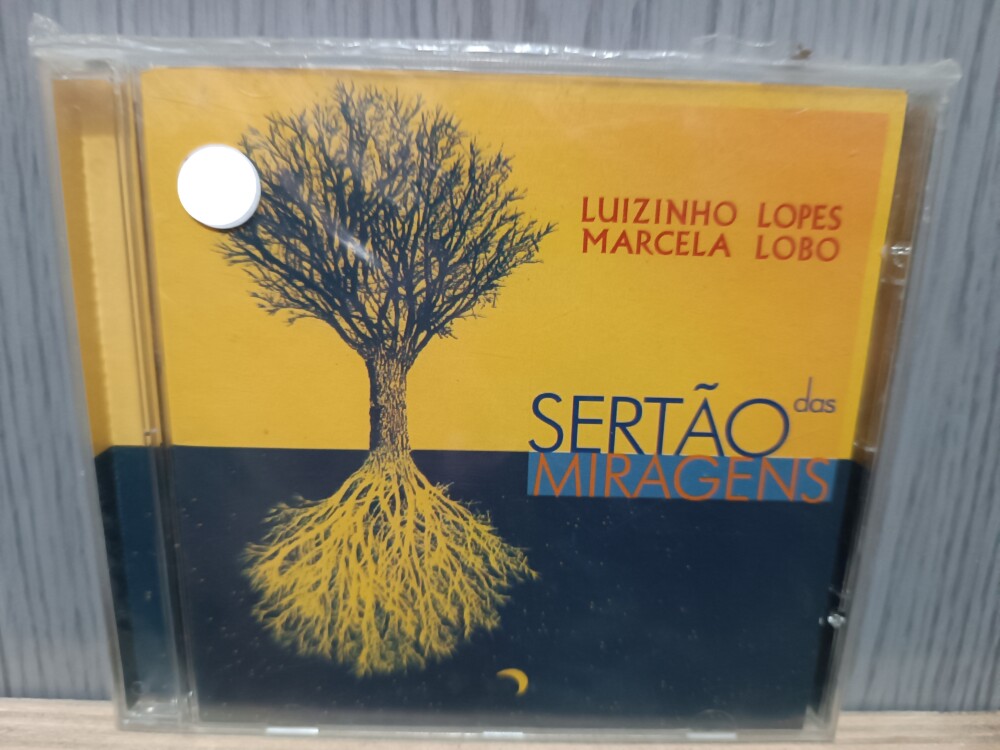 LUIZINHO LOPES
MARCELA LOBO
SERTÃO das
MIRAGENS